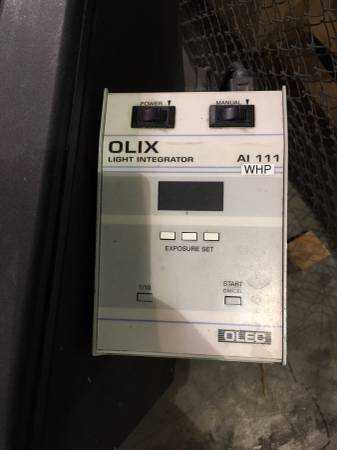 POWER
MANUAL
OLIX
LIGHT INTEGRATOR
AI 111
WHP
EXPOSURE SET
1/10
START
CANCEL
OLEC